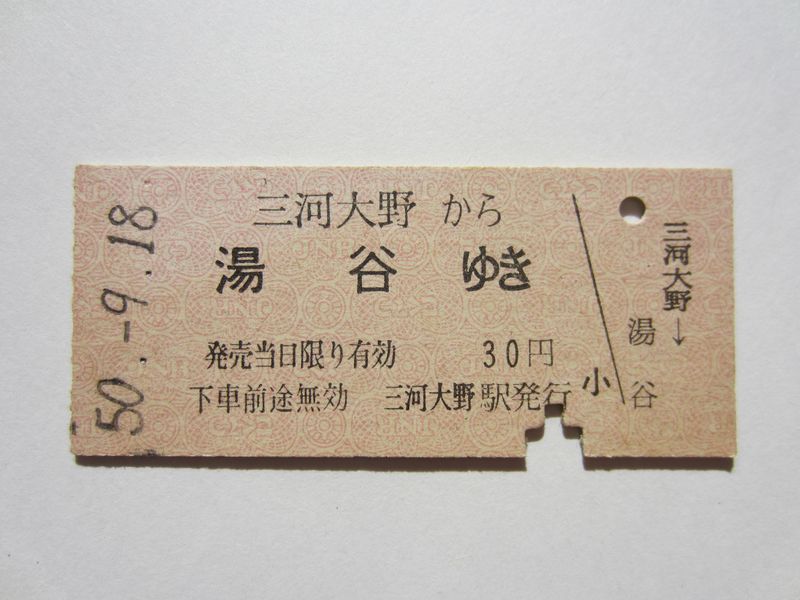 50.-9.18
三河大野から
湯谷ゆき
発売当日限り有効 30円
下車前途無効 三河大野駅発行
小
三河大野→
湯谷